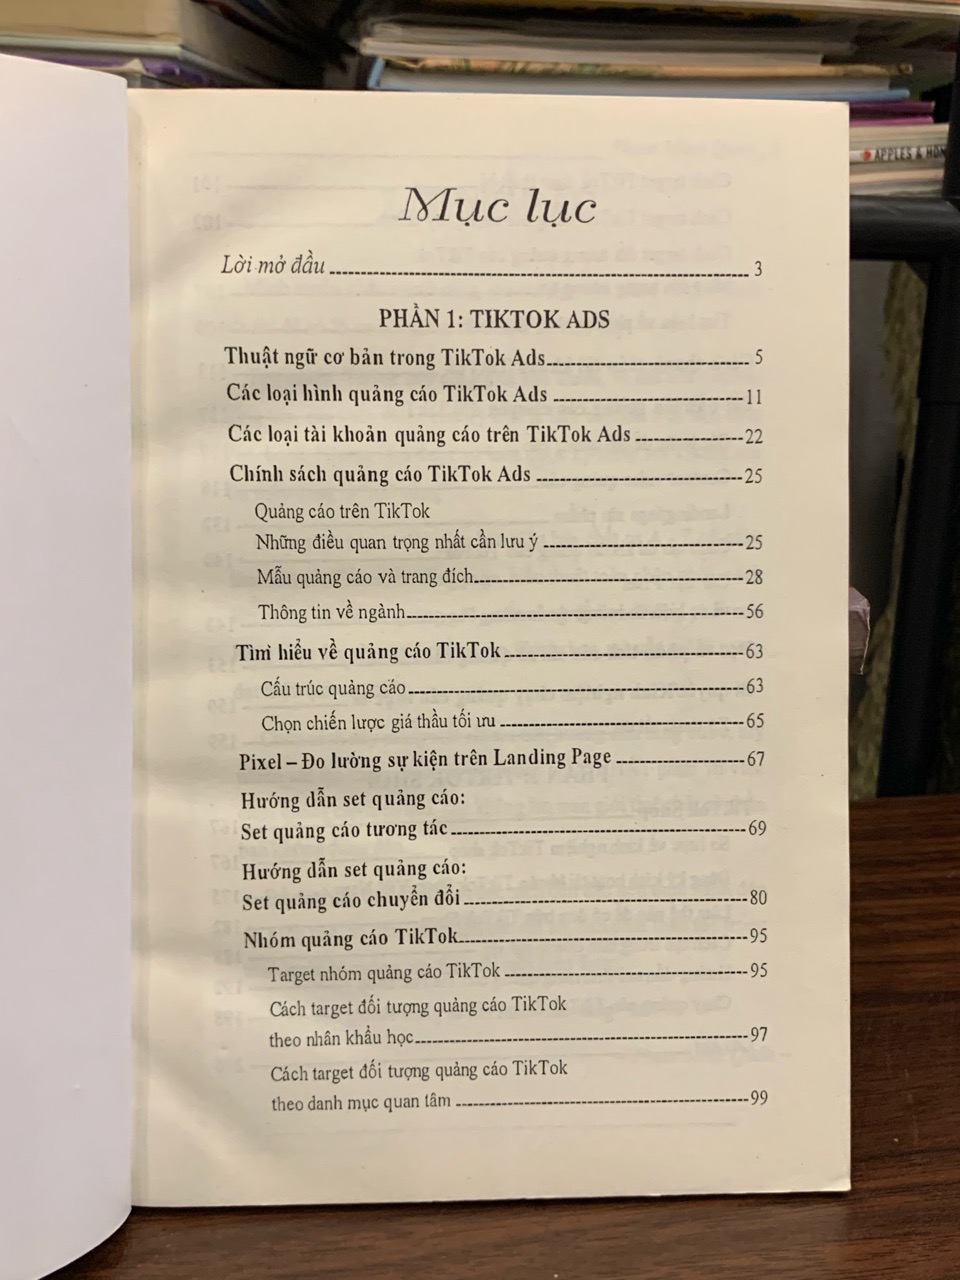 APPLES & HON
Mục lục
Lời mở đầu 3
PHẦN 1: TIKTOK ADS
Thuật ngữ cơ bản trong TikTok Ads 5
Các loại hình quảng cáo TikTok Ads 11
Các loại tài khoản quảng cáo trên TikTok Ads 22
Chính sách quảng cáo TikTok Ads 25
Quảng cáo trên TikTok
Những điều quan trọng nhất cần lưu ý 25
Mẫu quảng cáo và trang đích 28
Thông tin về ngành 56
Tìm hiểu về quảng cáo TikTok 63
Cấu trúc quảng cáo 63
Chọn chiến lược giá thầu tối ưu 65
Pixel – Đo lường sự kiện trên Landing Page 67
Hướng dẫn set quảng cáo:
Set quảng cáo tương tác 69
Hướng dẫn set quảng cáo:
Set quảng cáo chuyển đổi 80
Nhóm quảng cáo TikTok 95
Target nhóm quảng cáo TikTok 95
Cách target đối tượng quảng cáo TikTok
theo nhân khẩu học 97
Cách target đối tượng quảng cáo TikTok
theo danh mục quan tâm 99